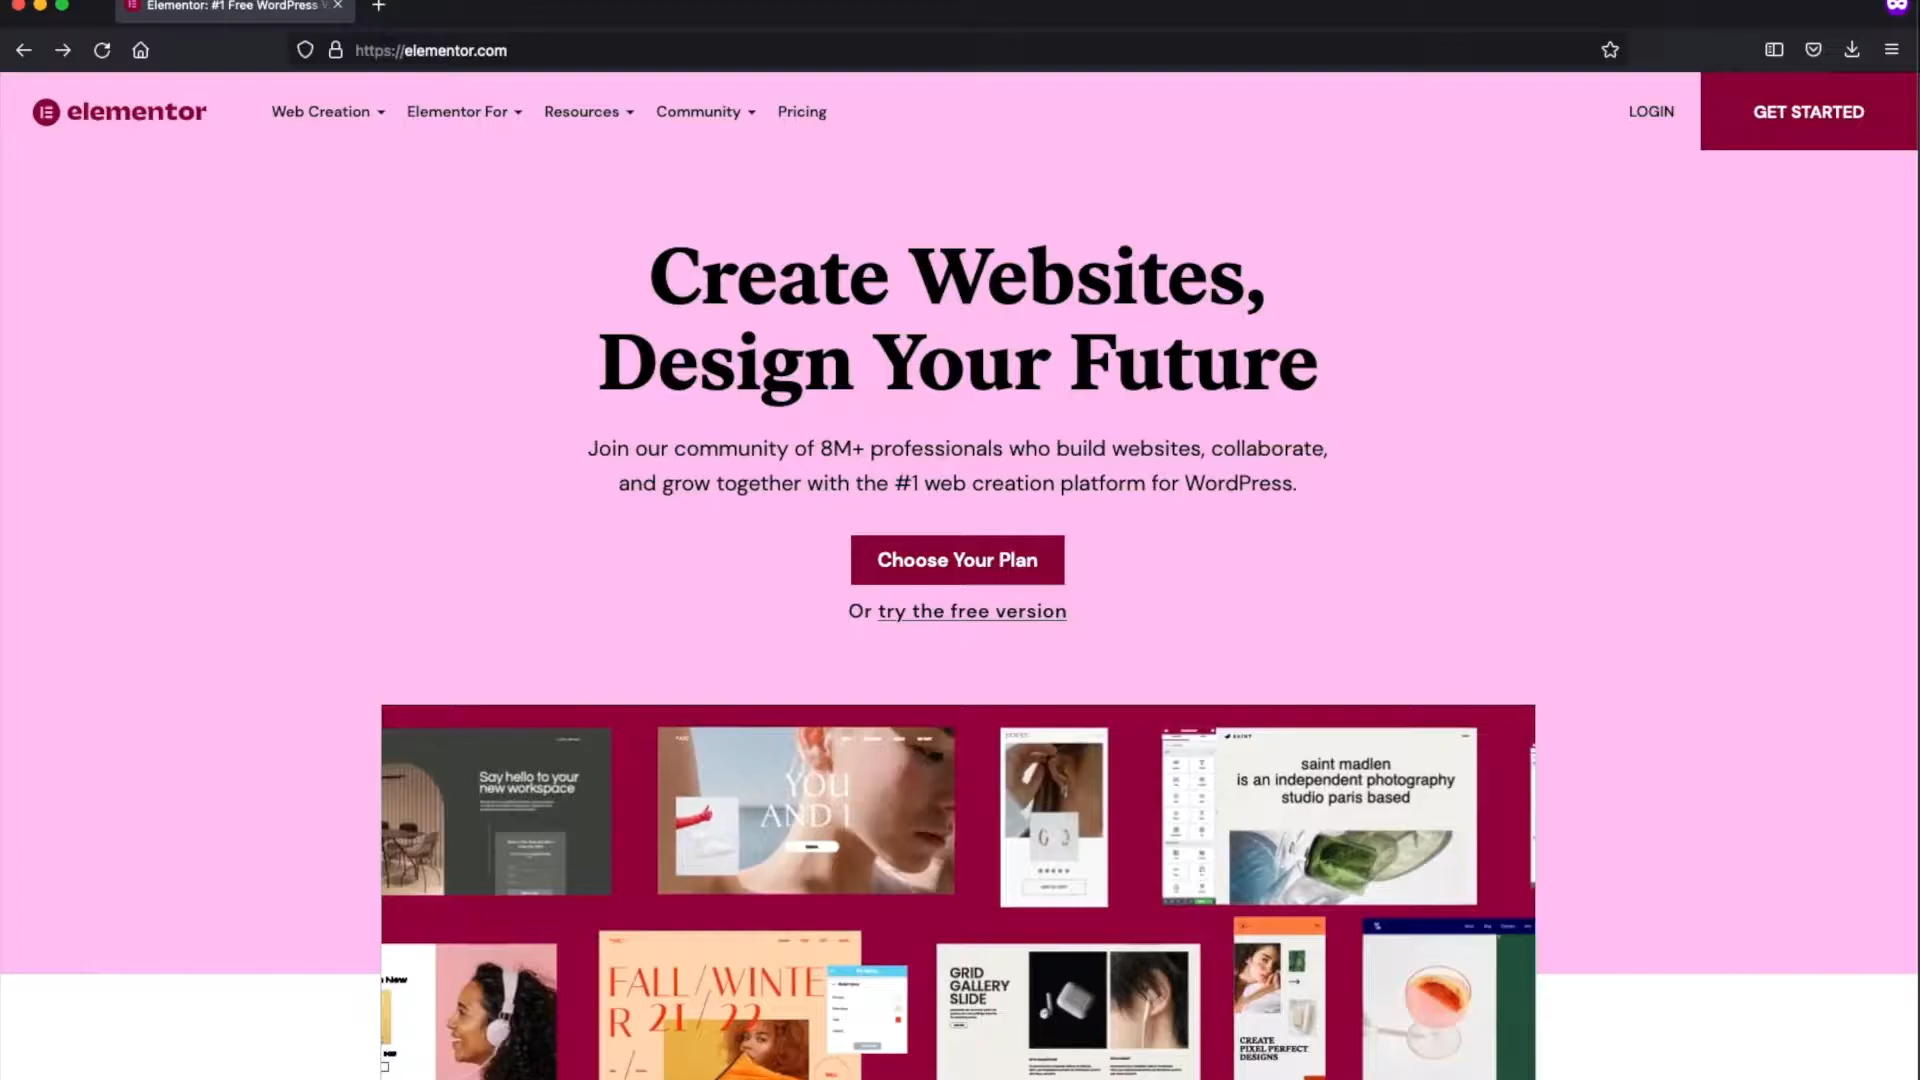 Elementor: #1 Free WordPress
https://elementor.com
elementor
Web Creation
Elementor For
Resources
Community
Pricing
LOGIN
GET STARTED
Create Websites,
Design Your Future
Join our community of 8M+ professionals who build websites, collaborate,
and grow together with the #1 web creation platform for WordPress.
Choose Your Plan
Or try the free version
Say hello to your
new workspace
YOU
AND I
SAINT
saint madlen
is an independent photography
studio paris based
New
FALL/WINTE
R 21/22
GRID
GALLERY
SLIDE
CREATE
PIXEL PERFECT
DESIGNS